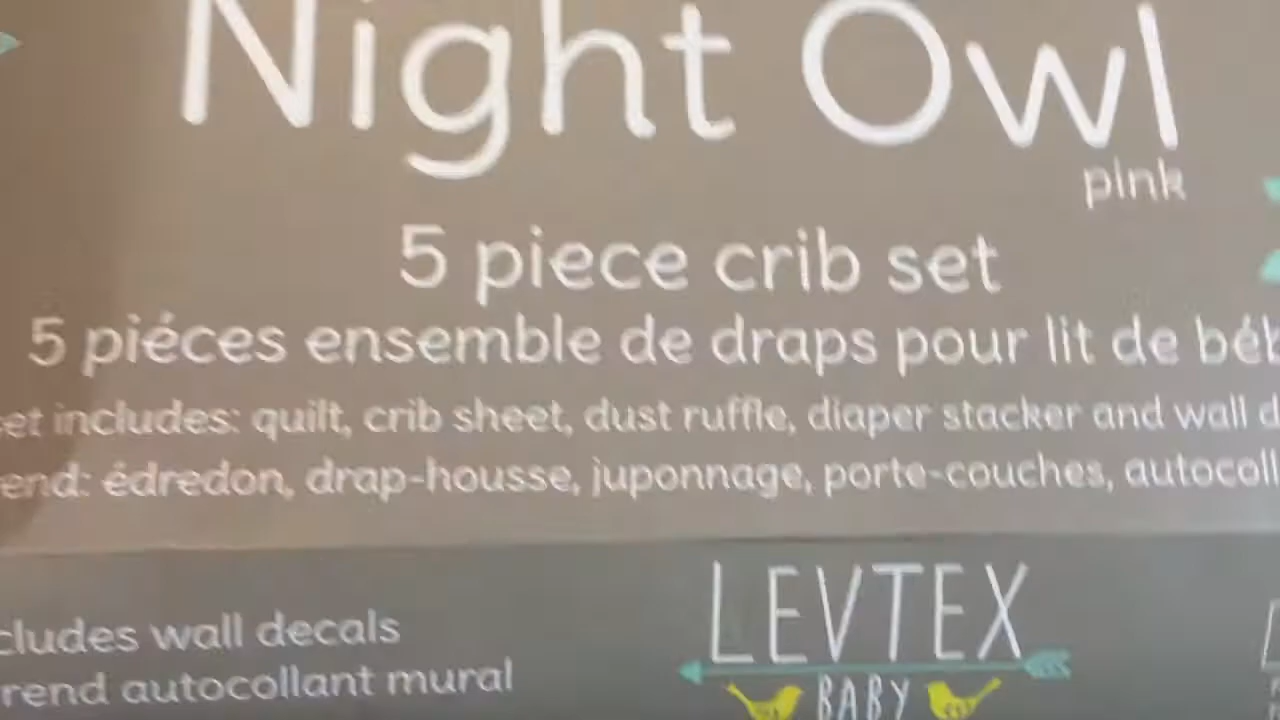 Night Owl
pink
5 piece crib set
5 piéces ensemble de draps pour lit de béb
et includes: quilt, crib sheet, dust ruffle, diaper stacker and wall d
end: édredon, drap-housse, juponnage, porte-couches, autocoll
cludes wall decals
rend autocollant mural
LEVTEX
BABY